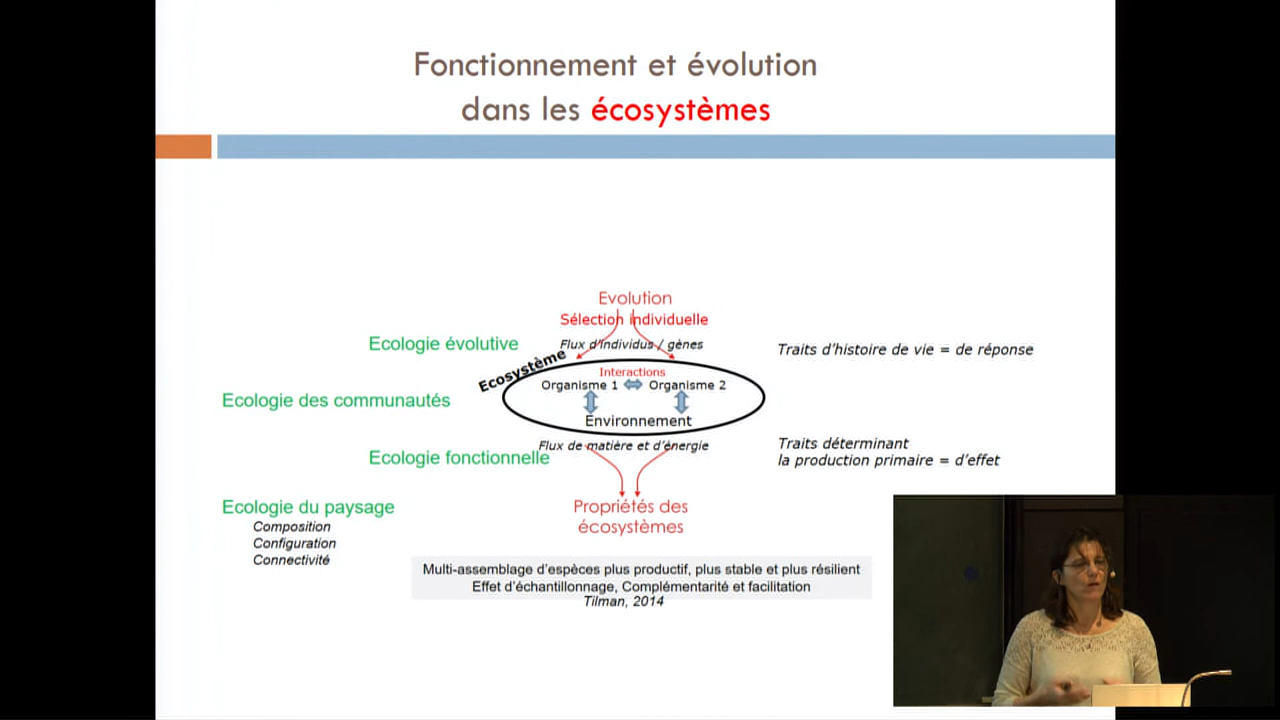 Fonctionnement et évolution
dans les écosystèmes
Evolution
Sélection individuelle
Ecologie évolutive
Flux d'individus / gènes
Traits d'histoire de vie = de réponse
Ecosystème
Interactions
Organisme 1
Organisme 2
Ecologie des communautés
Environnement
Flux de matière et d'énergie
Traits déterminant
la production primaire = d'effet
Ecologie fonctionnelle
Ecologie du paysage
Propriétés des
écosystèmes
Composition
Configuration
Connectivité
Multi-assemblage d'espèces plus productif, plus stable et plus résilient
Effet d'échantillonnage, Complémentarité et facilitation
Tilman, 2014